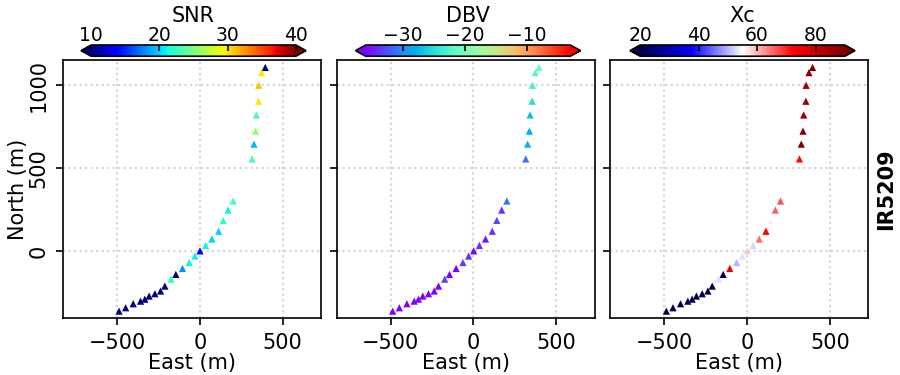 SNR DBV Xc
10 20 30 40 −30 −20 −10 20 40 60 80
1000
500
0
North (m)
IR5209
−500 0 500 −500 0 500 −500 0 500
East (m) East (m) East (m)